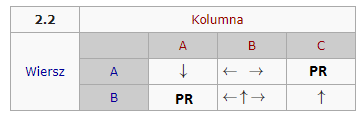 2.2 Kolumna
Wiersz A B C
A ↓ ← → PR
B PR ←↑→ ↑